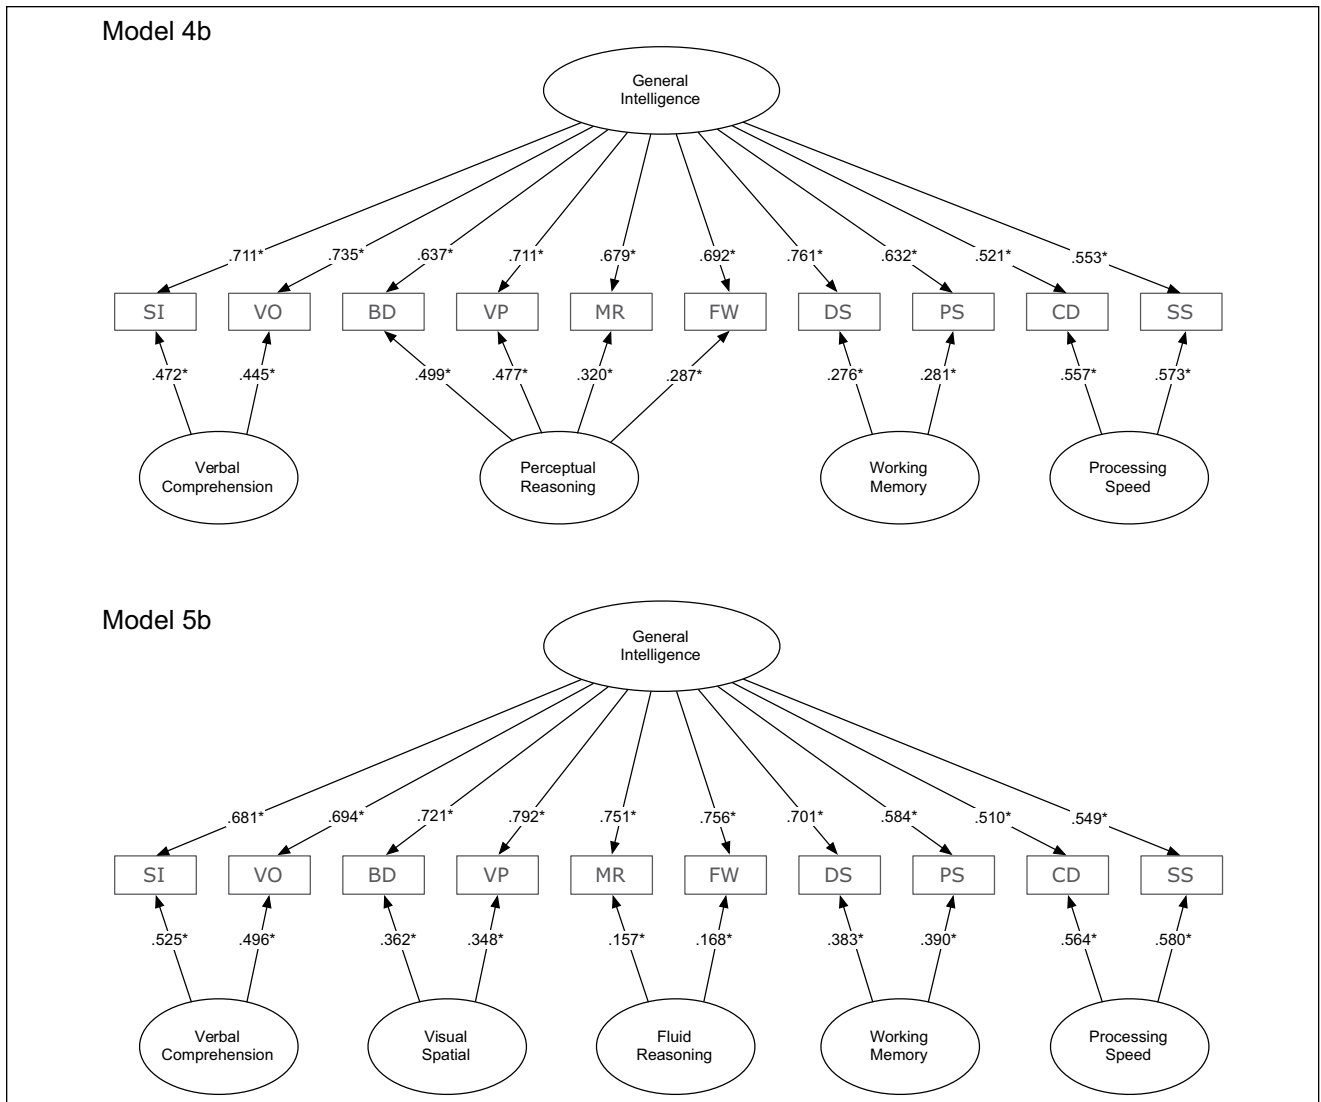 Model 4b
General
Intelligence
.711* .735* .637* .711* .679* .692* .761* .632* .521* .553*
SI VO BD VP MR FW DS PS CD SS
.472* .445* .499* .477* .320* .287* .276* .281* .557* .573*
Verbal
Comprehension
Perceptual
Reasoning
Working
Memory
Processing
Speed
Model 5b
General
Intelligence
.681* .694* .721* .792* .751* .756* .701* .584* .510* .549*
SI VO BD VP MR FW DS PS CD SS
.525* .496* .362* .348* .157* .168* .383* .390* .564* .580*
Verbal
Comprehension
Visual
Spatial
Fluid
Reasoning
Working
Memory
Processing
Speed